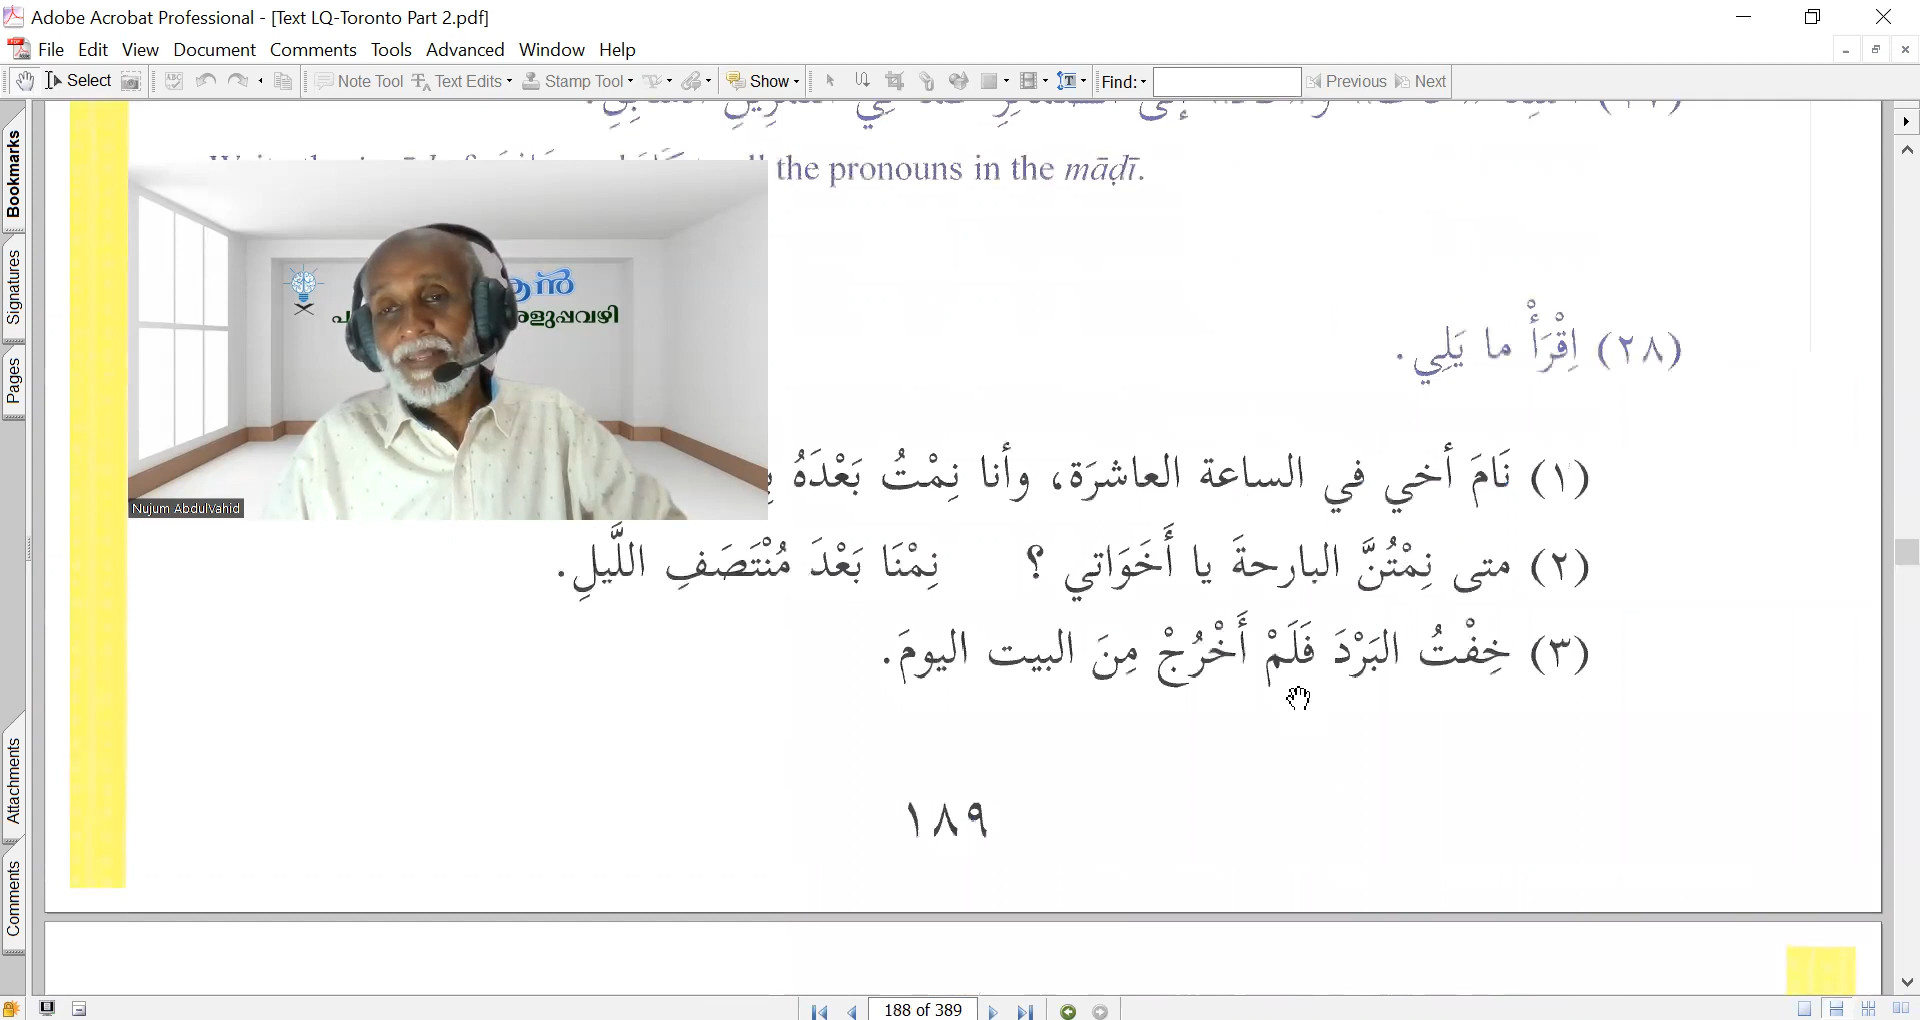 Adobe Acrobat Professional - [Text LQ-Toronto Part 2.pdf]
File Edit View Document Comments Tools Advanced Window Help
Select Note Tool Text Edits Stamp Tool Show Find: Previous Next
Bookmarks
Signatures
Pages
Attachments
Comments
the pronouns in the māḍī.
ളുപ്പവഴി
Nujum AbdulVahid
(٢٨) اِقْرَأْ ما يَلِي.
(١) نَامَ أخي في الساعة العاشرَة، وأنا نِمْتُ بَعْدَهُ
(٢) متى نِمْتُنَّ البارحةَ يا أَخَوَاتي ؟ نِمْنَا بَعْدَ مُنْتَصَفِ اللَّيلِ.
(٣) خِفْتُ البَرْدَ فَلَمْ أَخْرُجْ مِنَ البيت اليومَ.
١٨٩
188 of 389